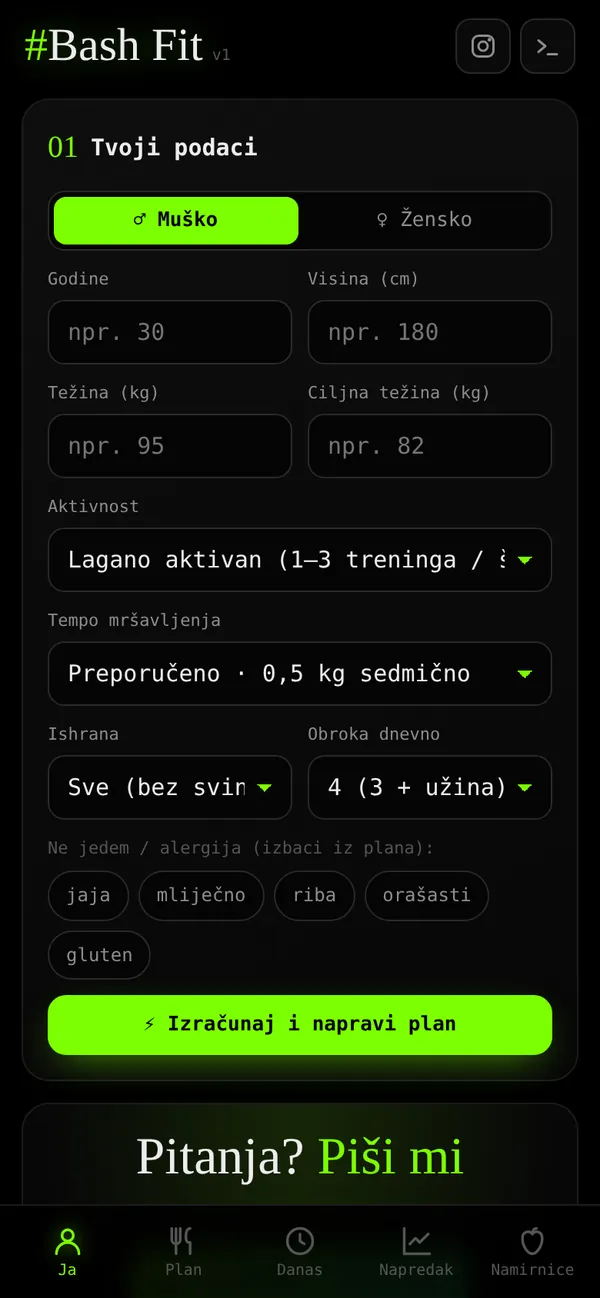 #Bash Fit v1
01 Tvoji podaci
♂ Muško
♀ Žensko
Godine
Visina (cm)
npr. 30
npr. 180
Težina (kg)
Ciljna težina (kg)
npr. 95
npr. 82
Aktivnost
Lagano aktivan (1–3 treninga / š
Tempo mršavljenja
Preporučeno · 0,5 kg sedmično
Ishrana
Obroka dnevno
Sve (bez svin
4 (3 + užina)
Ne jedem / alergija (izbaci iz plana):
jaja
mliječno
riba
orašasti
gluten
⚡ Izračunaj i napravi plan
Pitanja? Piši mi
Ja
Plan
Danas
Napredak
Namirnice